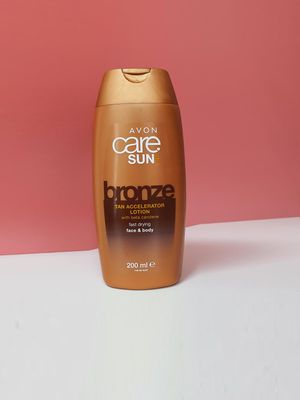 AVON
care
SUN
bronze
TAN ACCELERATOR
LOTION
with beta carotene
fast drying
face & body
200 ml e